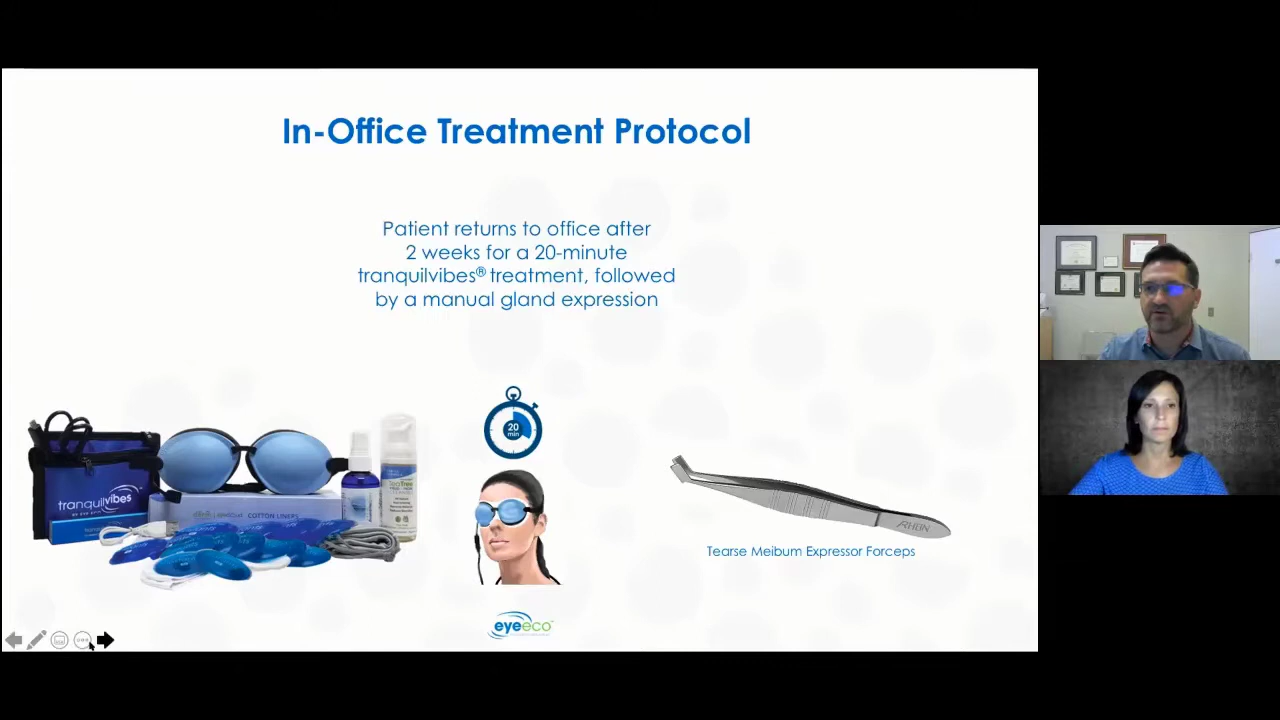 In-Office Treatment Protocol
Patient returns to office after
2 weeks for a 20-minute
tranquilvibes® treatment, followed
by a manual gland expression
20
min
tranquilvibes
COTTON LINERS
RHEIN
Tearse Meibum Expressor Forceps
eyeeco